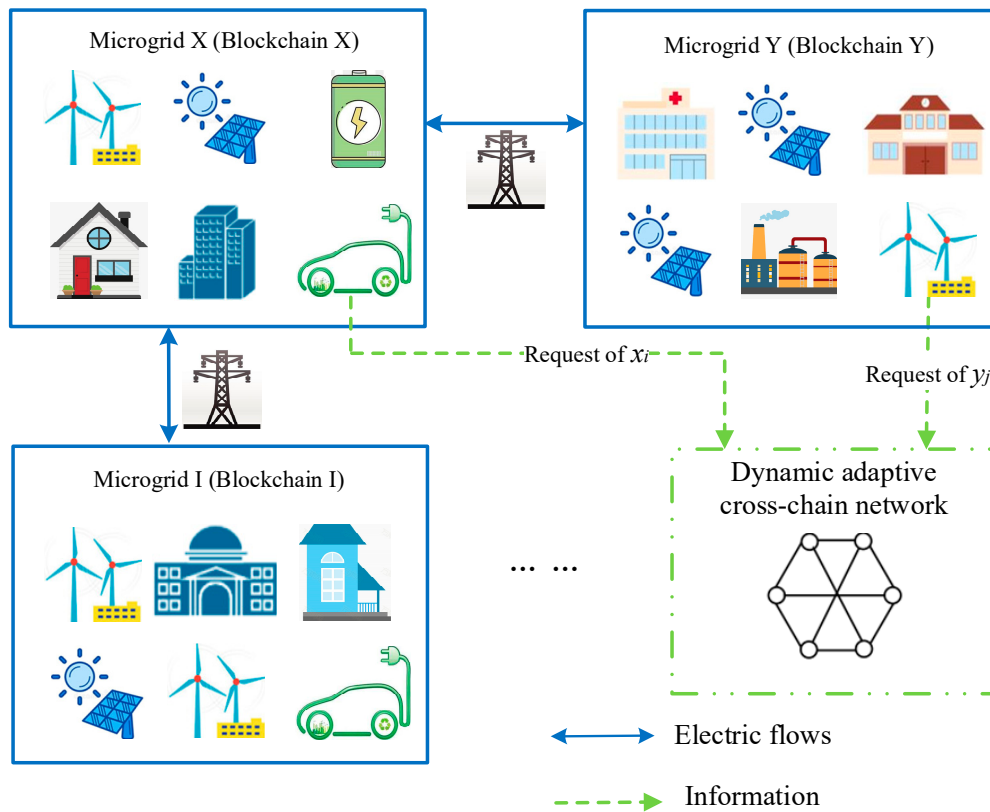 Microgrid X (Blockchain X)
Microgrid Y (Blockchain Y)
Request of xi
Request of yj
Microgrid I (Blockchain I)
Dynamic adaptive
cross-chain network
... ...
Electric flows
Information